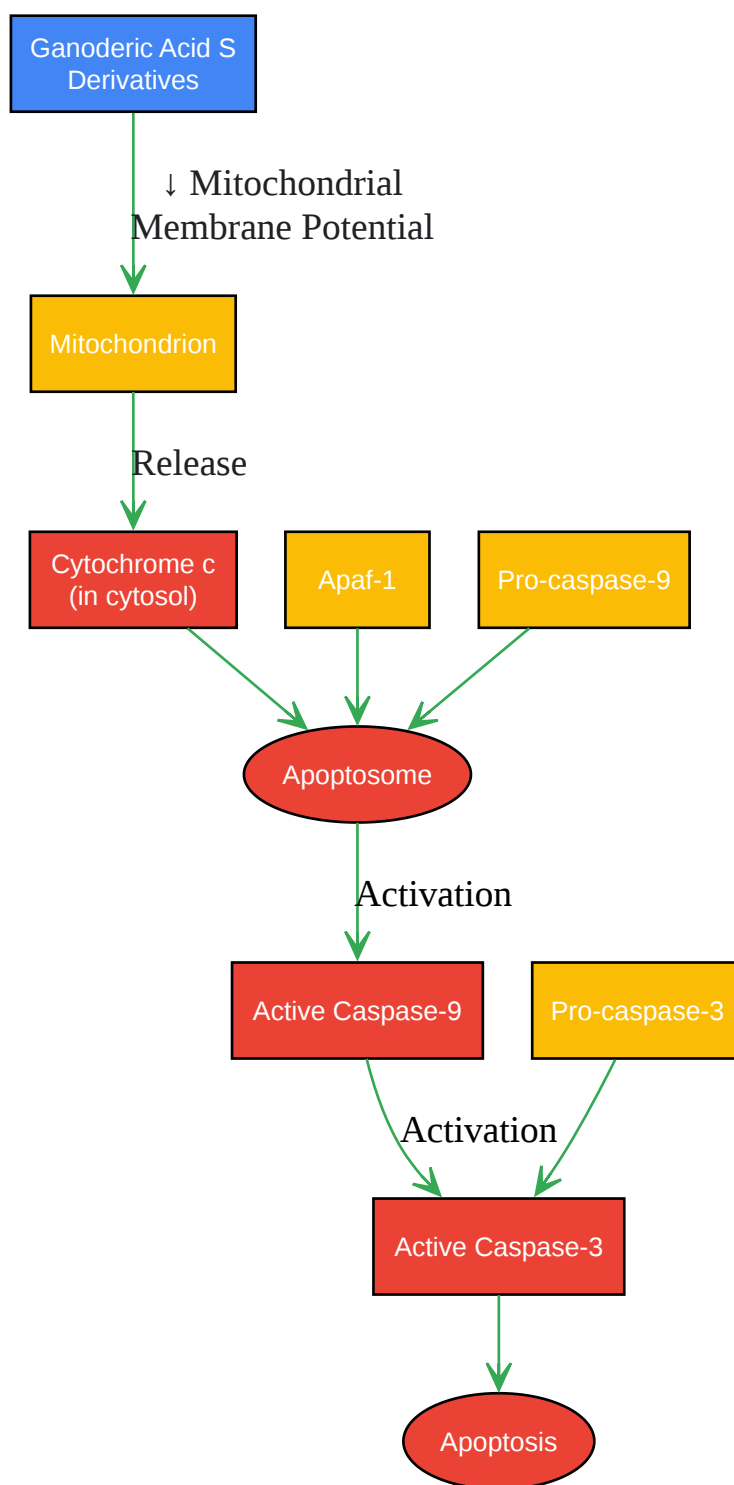 Ganoderic Acid S
Derivatives
↓ Mitochondrial
Membrane Potential
Mitochondrion
Release
Cytochrome c
(in cytosol)
Apaf-1
Pro-caspase-9
Apoptosome
Activation
Active Caspase-9
Pro-caspase-3
Activation
Active Caspase-3
Apoptosis